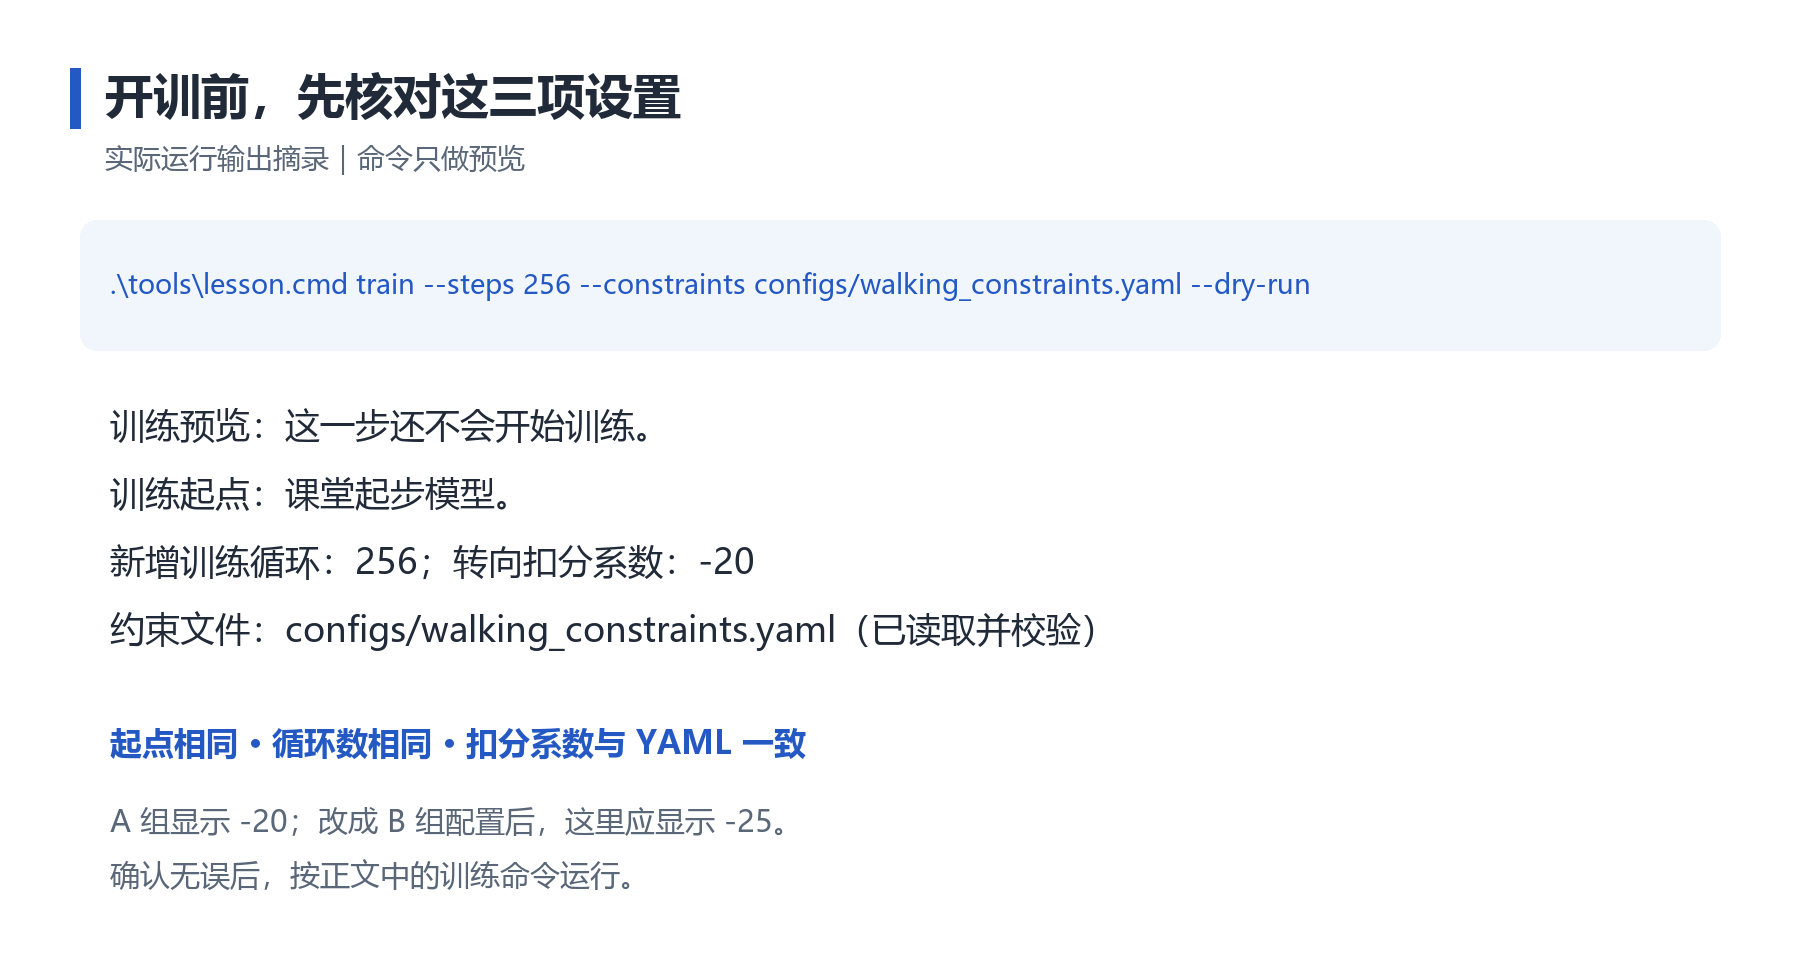 开训前，先核对这三项设置
实际运行输出摘录｜命令只做预览
.\tools\lesson.cmd train --steps 256 --constraints configs/walking_constraints.yaml --dry-run
训练预览：这一步还不会开始训练。
训练起点：课堂起步模型。
新增训练循环：256；转向扣分系数：-20
约束文件：configs/walking_constraints.yaml（已读取并校验）
起点相同·循环数相同·扣分系数与 YAML 一致
A 组显示 -20；改成 B 组配置后，这里应显示 -25。
确认无误后，按正文中的训练命令运行。